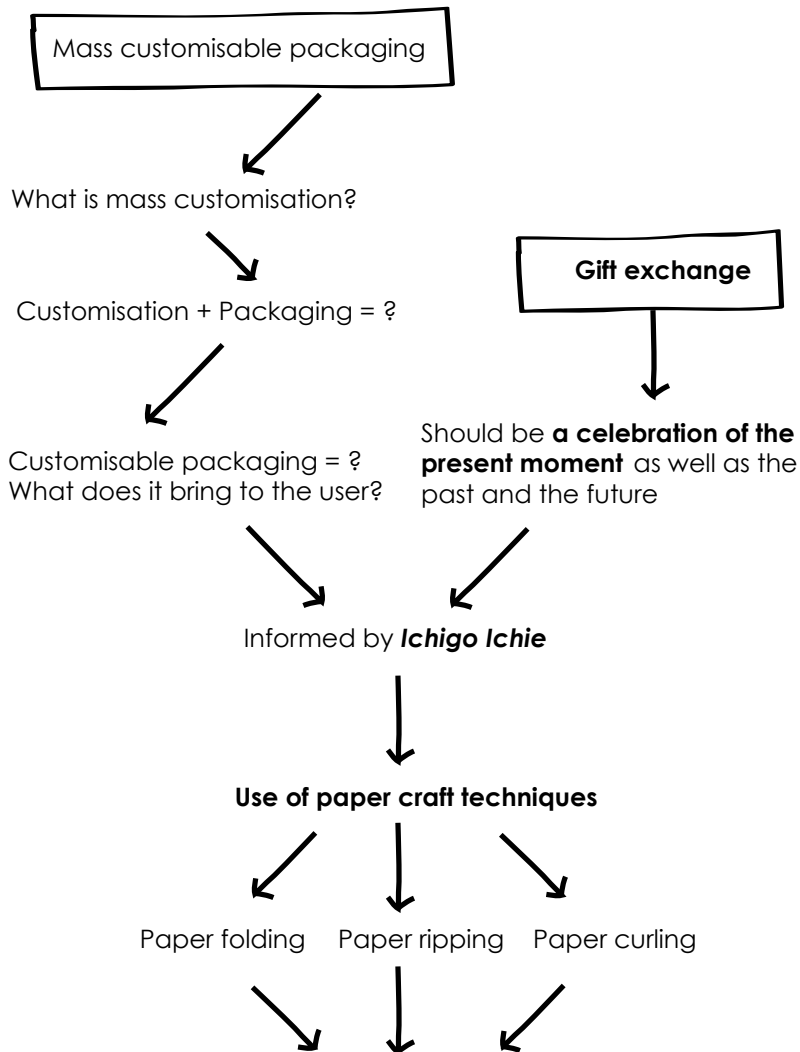 Mass customisable packaging
What is mass customisation?
Customisation + Packaging = ?
Customisable packaging = ?
What does it bring to the user?
Gift exchange
Should be a celebration of the
present moment as well as the
past and the future
Informed by Ichigo Ichie
Use of paper craft techniques
Paper folding
Paper ripping
Paper curling